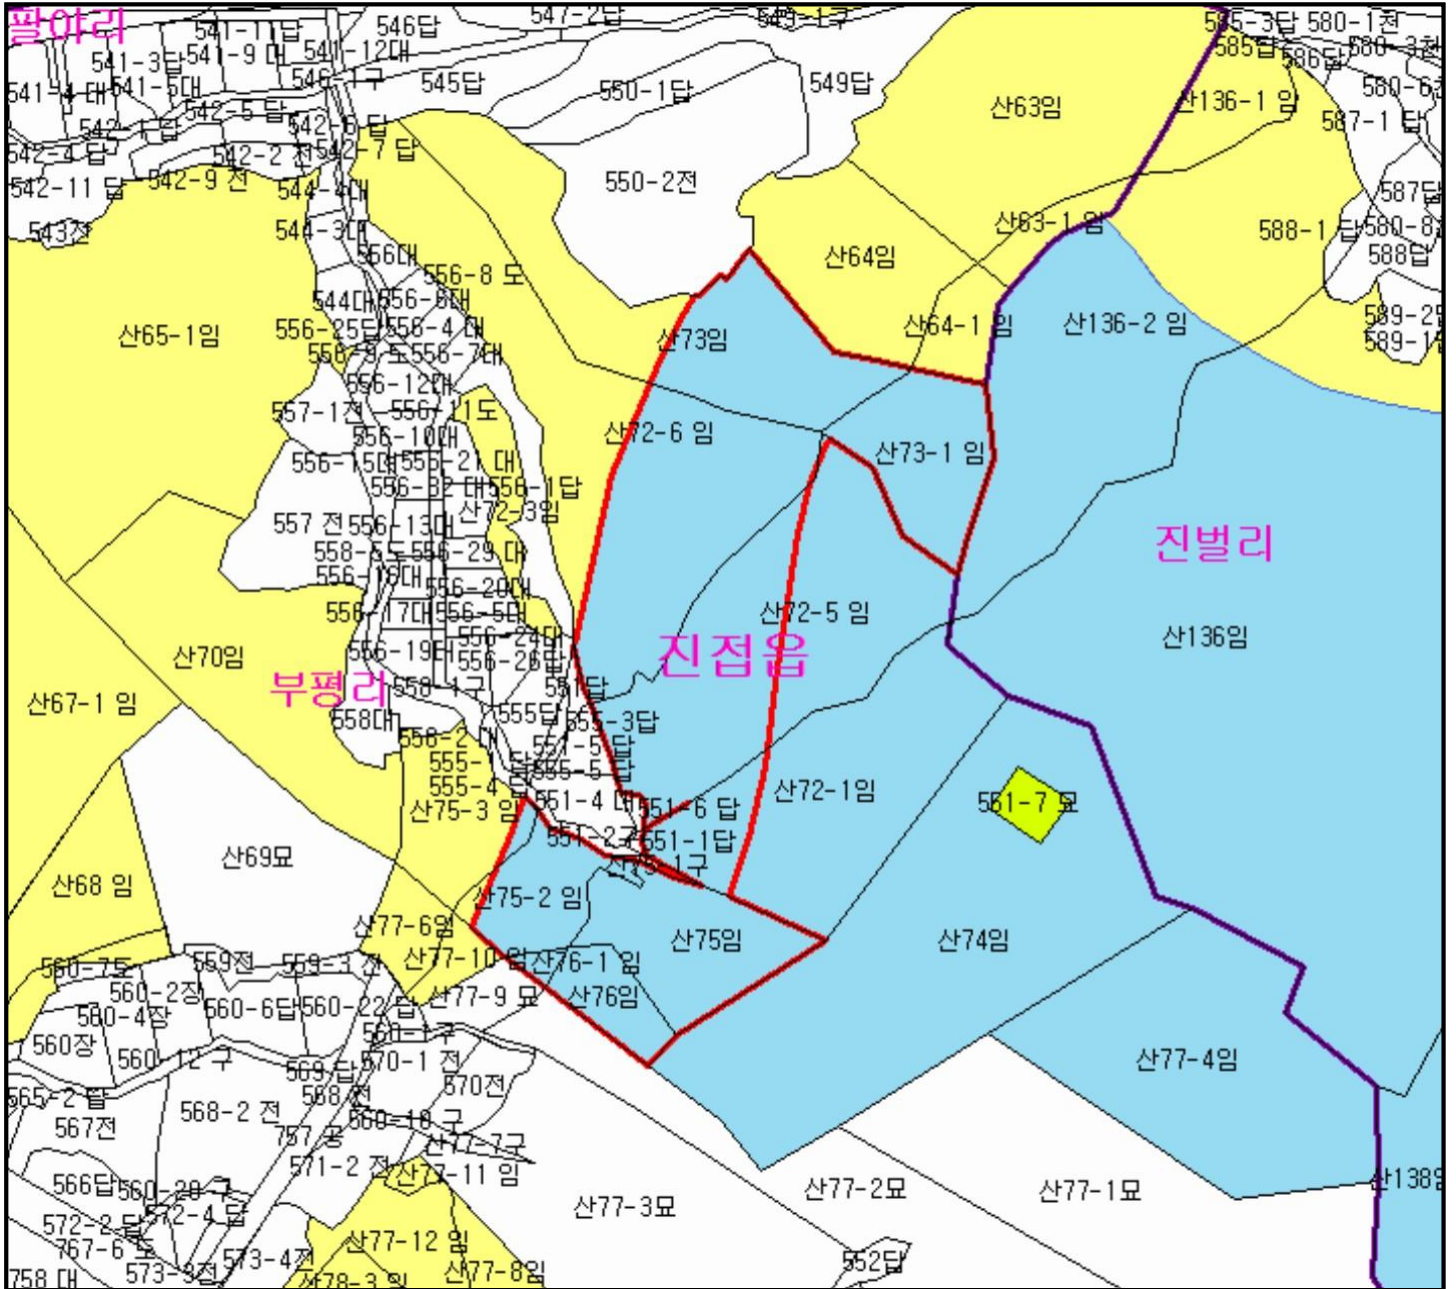 팔야리
541-11답
546답
547-2답
549-1구
585-3답
580-1천
541-3답
541-9 대
541-12대
585답
586답
580-3천
541-4 대
541-5대
546-1구
545답
550-1답
549답
산63임
산136-1 임
542-5 답
587-1 답
542-4 답
542-2 전
542-7 답
542-11 답
542-9 전
544-4대
550-2전
587답
543전
544-3대
556대
산63-1 임
588-1 답
588답
556-8 도
산64임
544대
556-6대
산65-1임
556-25답
556-4 대
산73임
산64-1 임
산136-2 임
556-7대
556-12대
557-1전
556-11도
556-10대
산72-6 임
산73-1 임
556-15대
556-32 대
산72-3임
557 전
556-13대
진벌리
556-29 대
556-16대
556-20대
556-17대
556-5대
산72-5 임
산136임
556-24대
산70임
556-19대
556-26답
진접읍
부평리
558-1구
551답
산67-1 임
558대
555답
555-3답
558-2 대
551-5 답
555-5 답
555-4 답
산75-3 임
551-4 대
551-6 답
산72-1임
551-7 묘
551-2구
551-1답
산69묘
산75-1구
산68 임
산75-2 임
산77-6임
산75임
산74임
560-7도
559전
559-3 전
산77-10 임
산76-1 임
560-2장
560-4장
560-6답
560-22 답
산77-9 묘
산76임
560장
560-12 구
560-1구
569 답
570-1 전
산77-4임
565-2 답
568 전
570전
567전
568-2 전
560-18 구
757 공
산77-7구
571-2 전
산77-11 임
566답
560-20 구
산77-3묘
산77-2묘
산77-1묘
산138임
572-2 답
572-4 답
767-6 도
573-4전
산77-12 임
552답
758 대
573-3전
산78-3 임
산77-8임